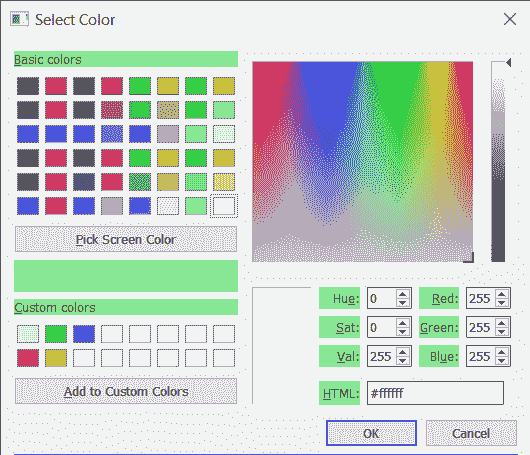 Select Color
Basic colors
Pick Screen Color
Custom colors
Add to Custom Colors
Hue: 0 Red: 255
Sat: 0 Green: 255
Val: 255 Blue: 255
HTML: #ffffff
OK Cancel